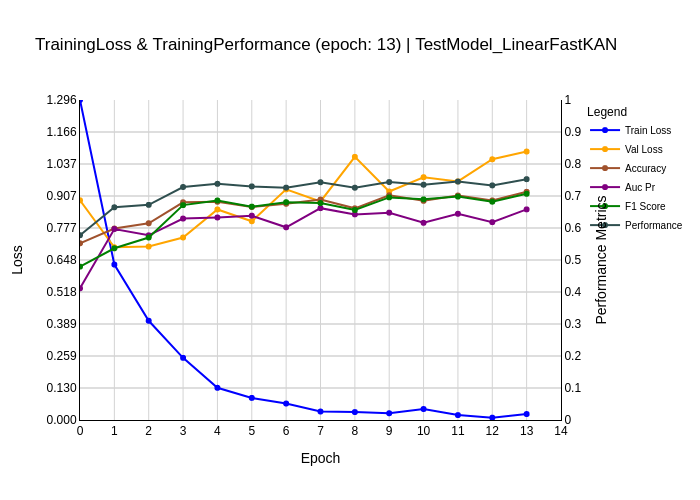 TrainingLoss & TrainingPerformance (epoch: 13) | TestModel_LinearFastKAN
Loss
1.296
1.166
1.037
0.907
0.777
0.648
0.518
0.389
0.259
0.130
0.000
0 1 2 3 4 5 6 7 8 9 10 11 12 13 14
Epoch
1
0.9
0.8
0.7
0.6
0.5
0.4
0.3
0.2
0.1
0
Performance Metrics
Legend
Train Loss
Val Loss
Accuracy
Auc Pr
F1 Score
Performance